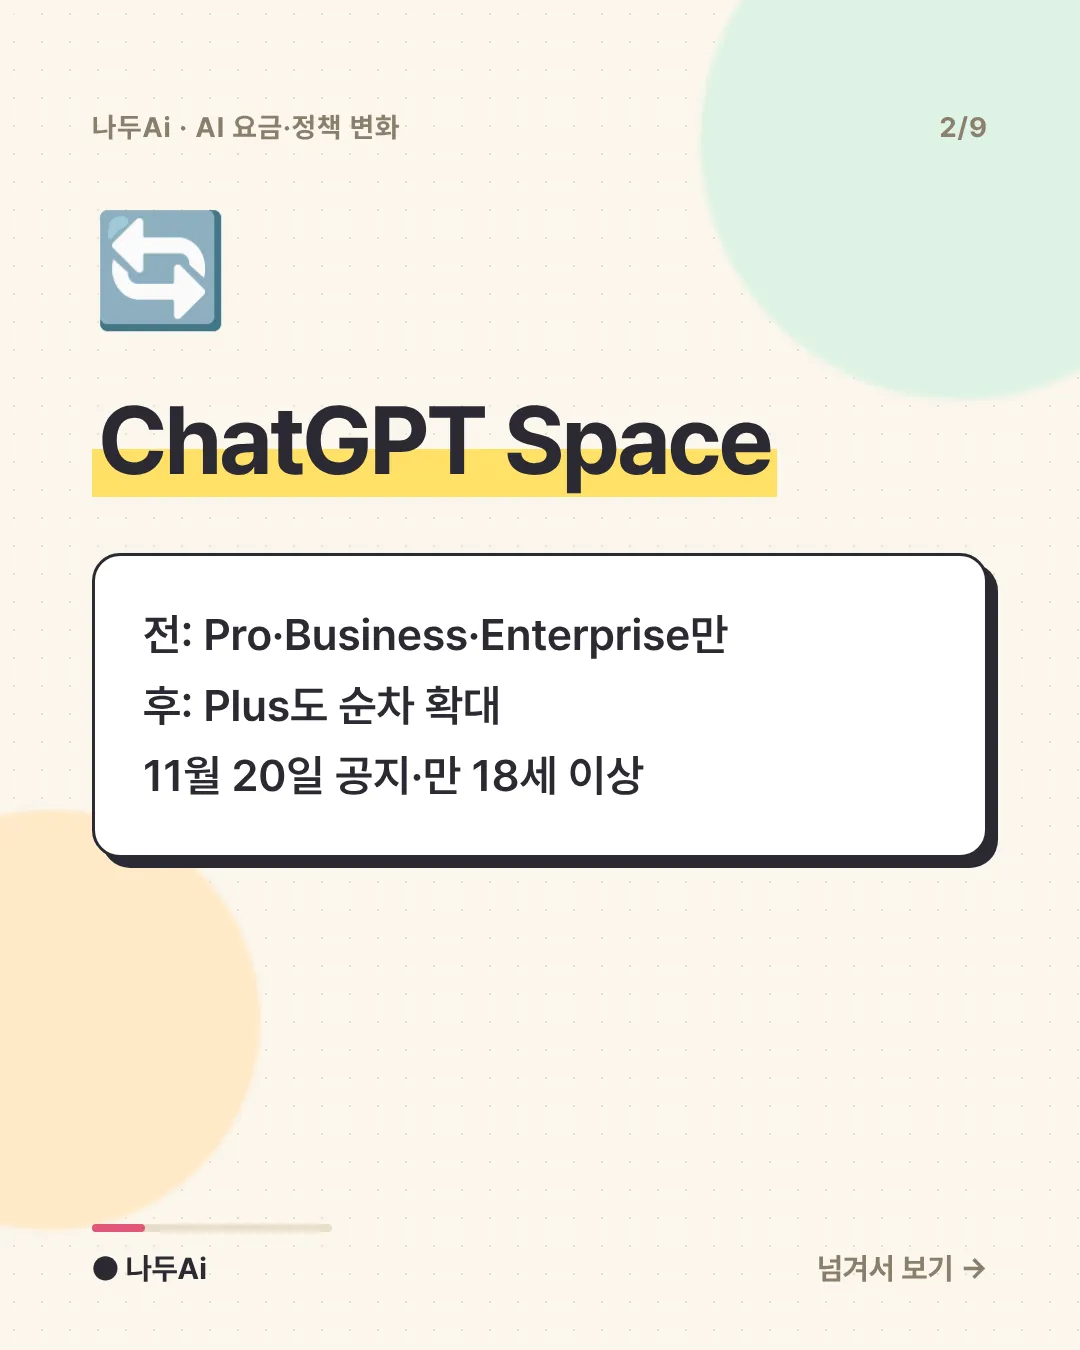 나두Ai · AI 요금·정책 변화
2/9
ChatGPT Space
전: Pro·Business·Enterprise만
후: Plus도 순차 확대
11월 20일 공지·만 18세 이상
나두Ai
넘겨서 보기 →